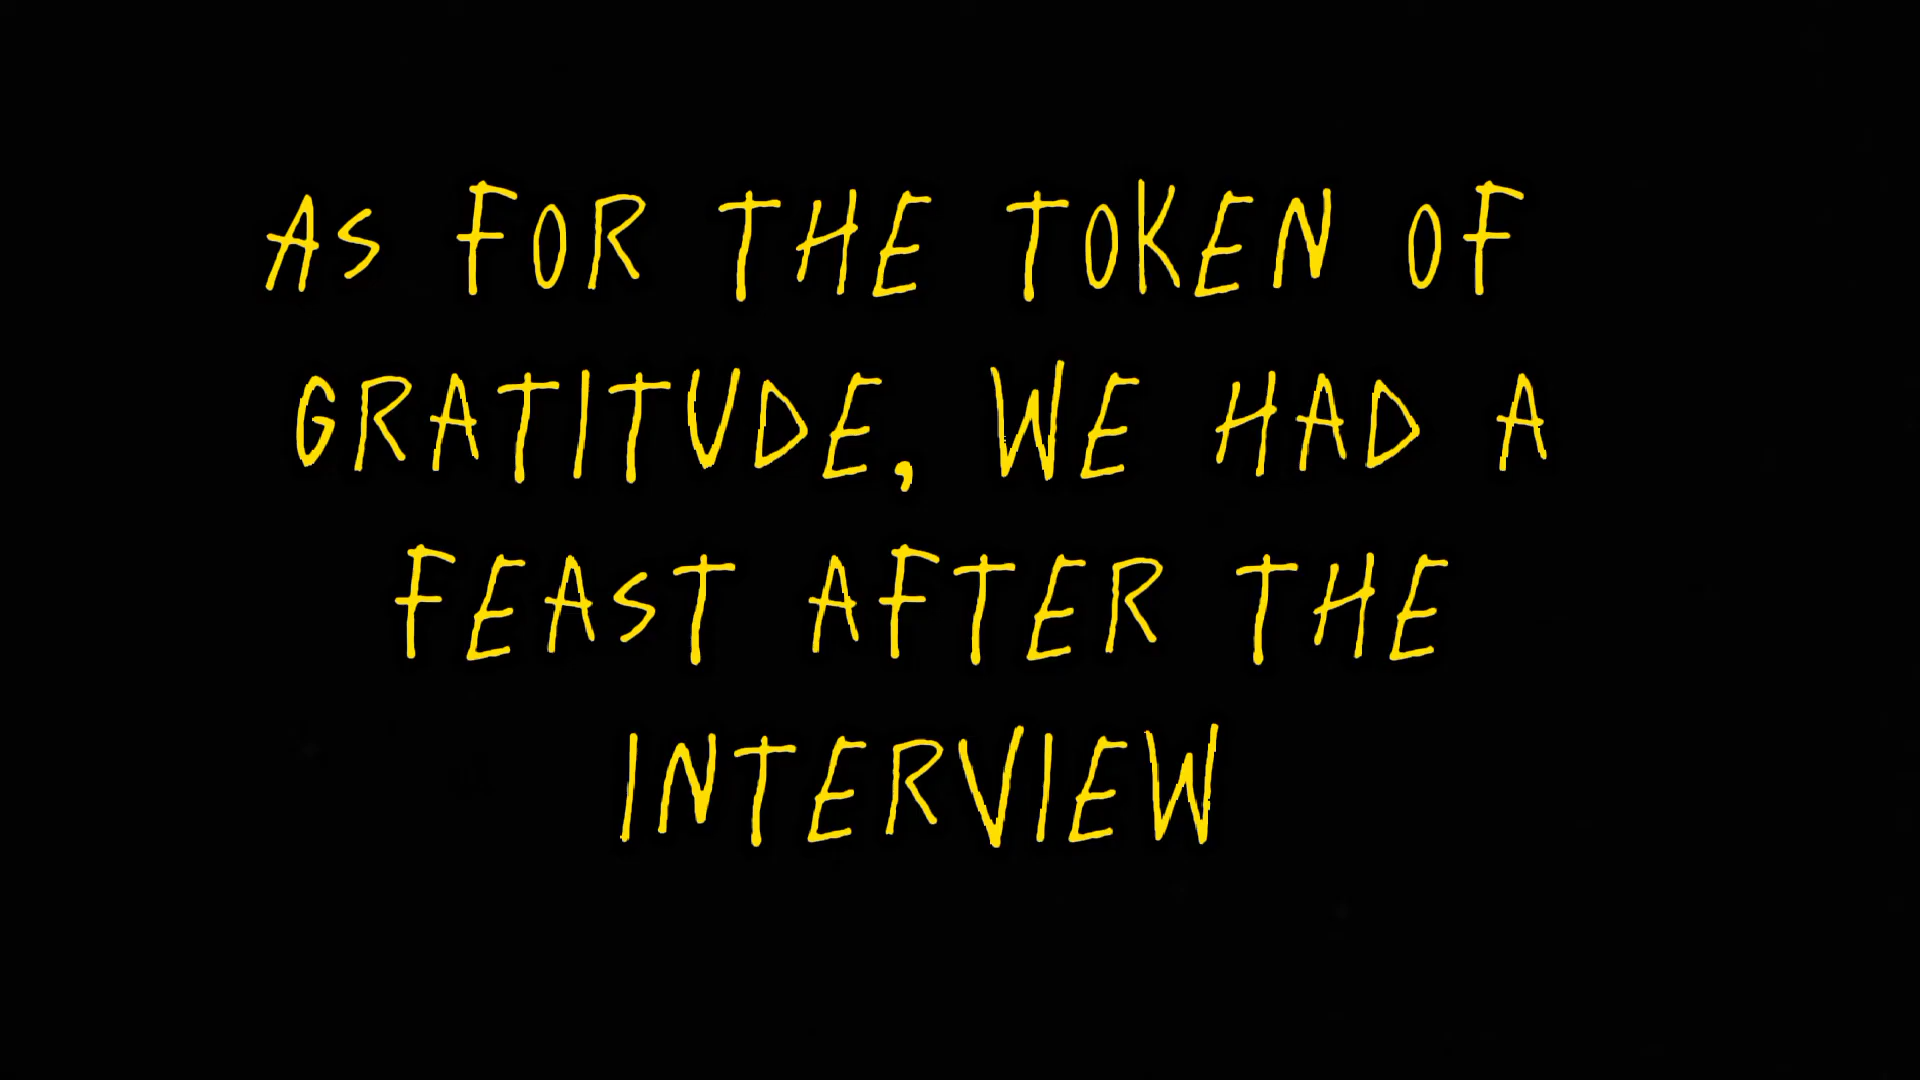 AS FOR THE TOKEN OF
GRATITUDE, WE HAD A
FEAST AFTER THE
INTERVIEW